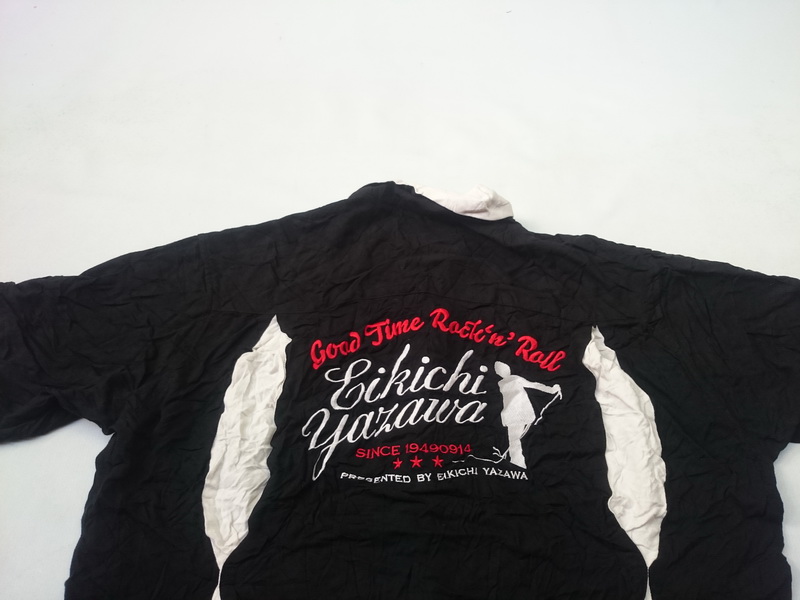 Good Time Rock'n' Roll
Eikichi
Yazawa
SINCE 19490914
PRESENTED BY EIKICHI YAZAWA